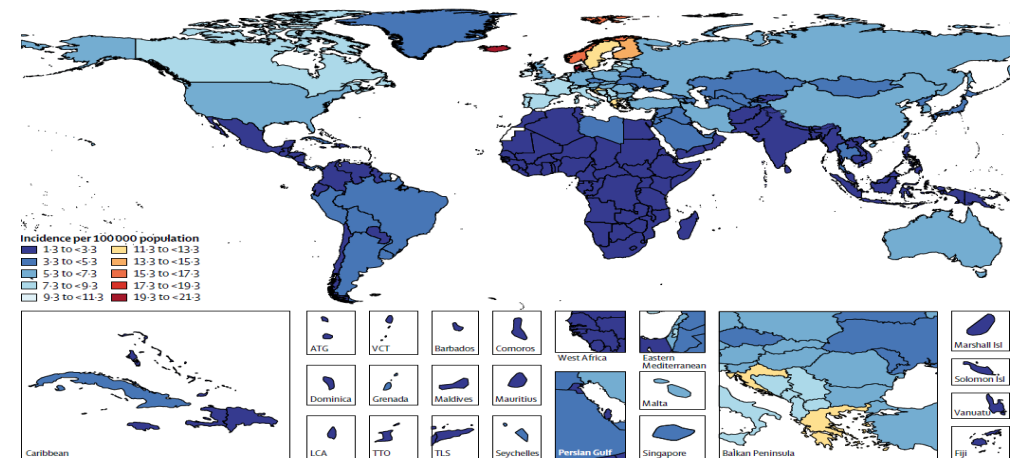 Incidence per 100 000 population
1·3 to <3·3
3·3 to <5·3
5·3 to <7·3
7·3 to <9·3
9·3 to <11·3
11·3 to <13·3
13·3 to <15·3
15·3 to <17·3
17·3 to <19·3
19·3 to <21·3
Caribbean
ATG
VCT
Barbados
Comoros
Dominica
Grenada
Maldives
Mauritius
LCA
TTO
TLS
Seychelles
West Africa
Eastern
Mediterranean
Persian Gulf
Malta
Singapore
Balkan Peninsula
Marshall Isl
Solomon Isl
Vanuatu
Fiji